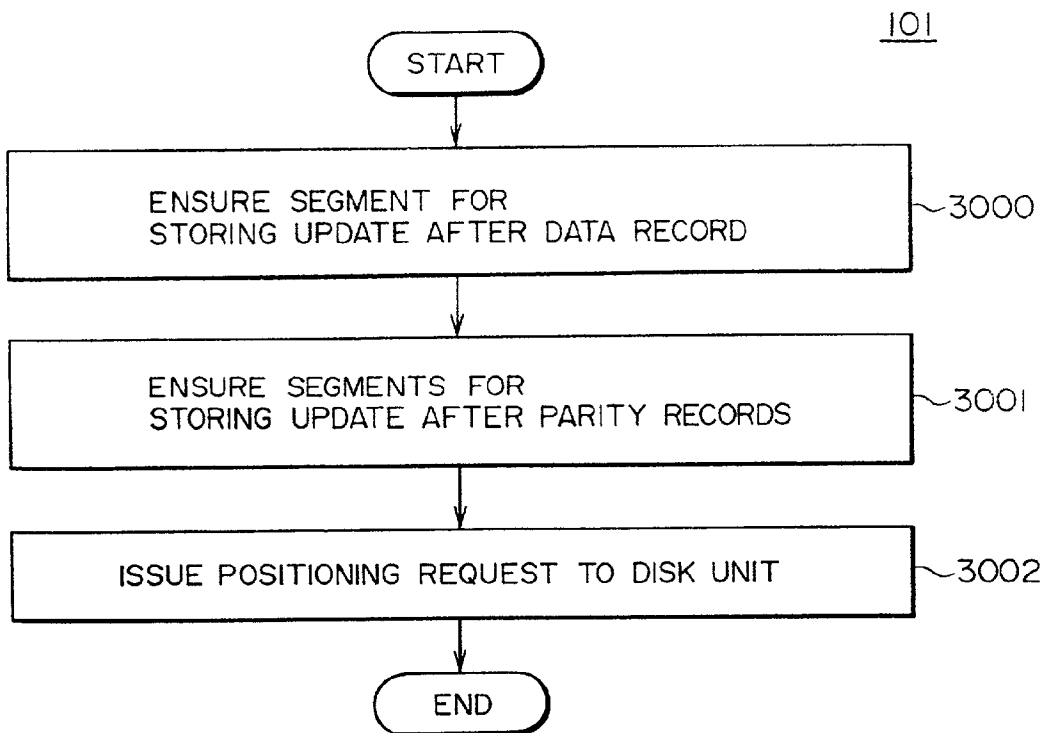 101
START
ENSURE SEGMENT FOR
STORING UPDATE AFTER DATA RECORD
3000
ENSURE SEGMENTS FOR
STORING UPDATE AFTER PARITY RECORDS
3001
ISSUE POSITIONING REQUEST TO DISK UNIT
3002
END